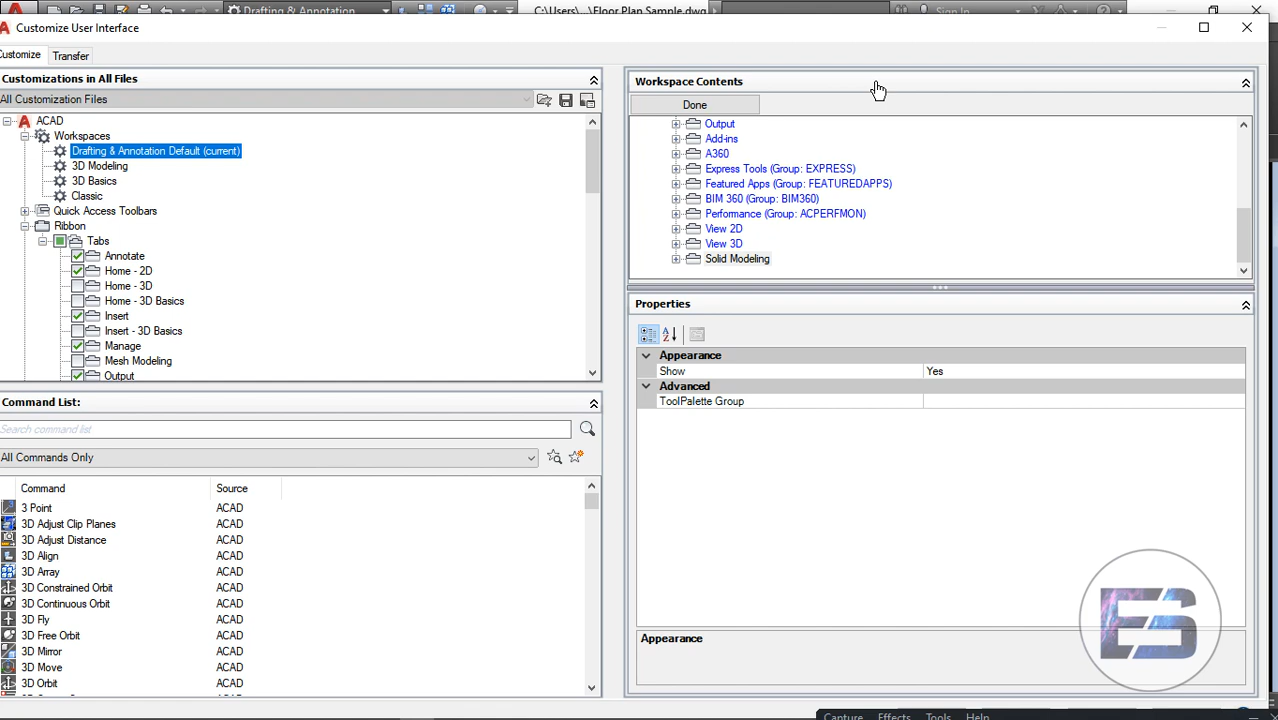 Drafting & Annotation
C:\Users\...\Floor Plan Sample.dwg
Sign In
Customize User Interface
Customize
Transfer
Customizations in All Files
All Customization Files
ACAD
Workspaces
Drafting & Annotation Default (current)
3D Modeling
3D Basics
Classic
Quick Access Toolbars
Ribbon
Tabs
Annotate
Home - 2D
Home - 3D
Home - 3D Basics
Insert
Insert - 3D Basics
Manage
Mesh Modeling
Output
Command List:
Search command list
All Commands Only
Command Source
3 Point ACAD
3D Adjust Clip Planes ACAD
3D Adjust Distance ACAD
3D Align ACAD
3D Array ACAD
3D Constrained Orbit ACAD
3D Continuous Orbit ACAD
3D Fly ACAD
3D Free Orbit ACAD
3D Mirror ACAD
3D Move ACAD
3D Orbit ACAD
Workspace Contents
Done
Output
Add-ins
A360
Express Tools (Group: EXPRESS)
Featured Apps (Group: FEATUREDAPPS)
BIM 360 (Group: BIM360)
Performance (Group: ACPERFMON)
View 2D
View 3D
Solid Modeling
Properties
Appearance
Show Yes
Advanced
ToolPalette Group
Appearance
ES
Capture Effects Tools Help